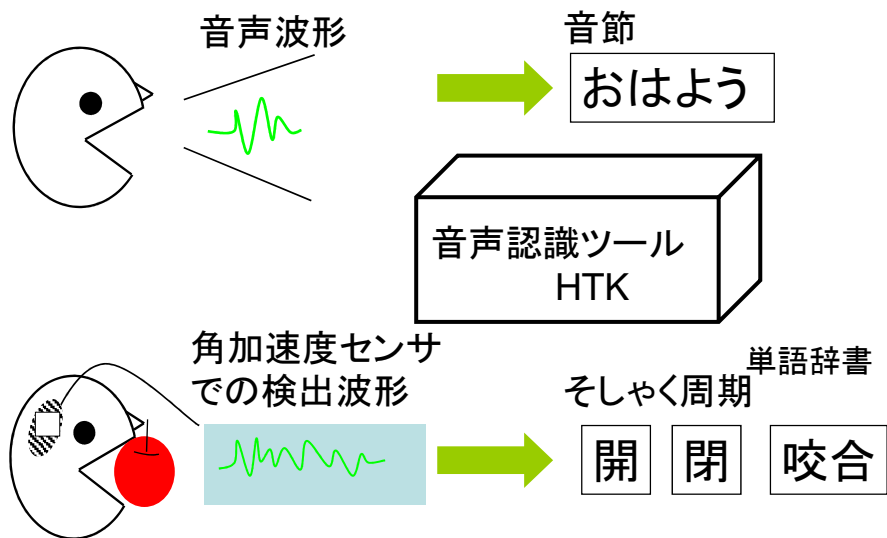 音声波形
音節
おはよう
音声認識ツール
HTK
角加速度センサ
での検出波形
単語辞書
そしゃく周期
開
閉
咬合